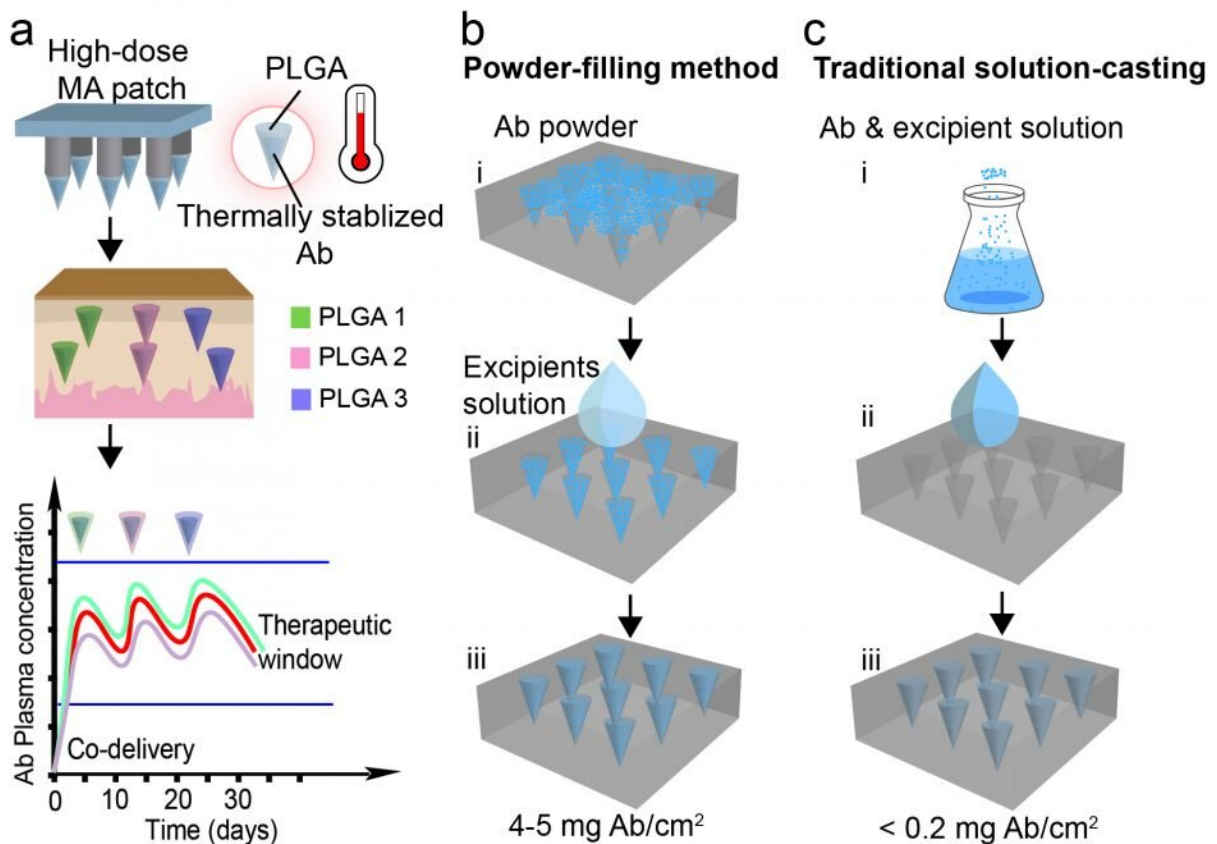 a
High-dose
MA patch
PLGA
Thermally stablized
Ab
PLGA 1
PLGA 2
PLGA 3
Ab Plasma concentration
Therapeutic
window
Co-delivery
0 10 20 30
Time (days)
b
Powder-filling method
Ab powder
i
Excipients
solution
ii
iii
4-5 mg Ab/cm²
c
Traditional solution-casting
Ab & excipient solution
i
ii
iii
< 0.2 mg Ab/cm²